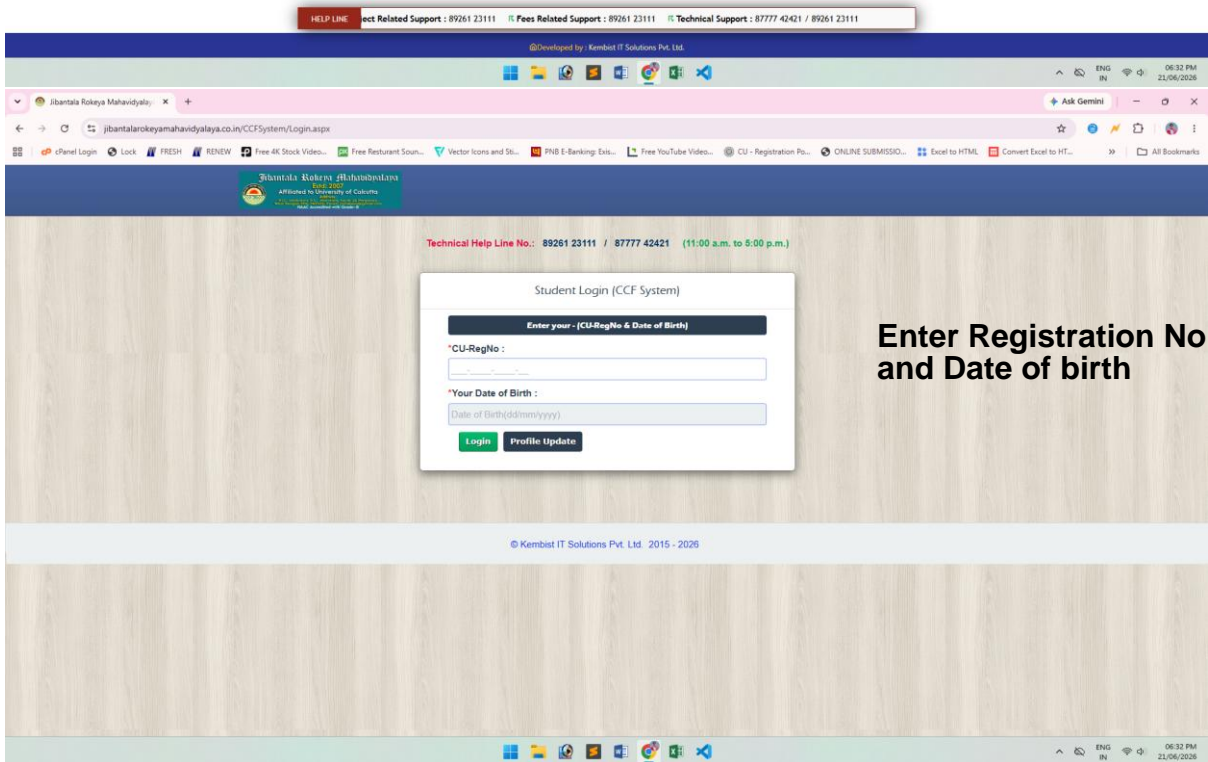 HELP LINE ect Related Support : 89261 23111 Fees Related Support : 89261 23111 Technical Support : 87777 42421 / 89261 23111
@Developed by : Kembist IT Solutions Pvt. Ltd.
ENG IN 06:32 PM 21/06/2026
Jibantala Rokeya Mahavidyala
Ask Gemini
jibantalarokeyamahavidyalaya.co.in/CCFSystem/Login.aspx
cPanel Login Lock FRESH RENEW Free 4K Stock Video... Free Resturant Soun... Vector Icons and Sti... PNB E-Banking: Exis... Free YouTube Video... CU - Registration Po... ONLINE SUBMISSIO... Excel to HTML Convert Excel to HT... » All Bookmarks
Jibantala Rokeya Mahavidyalaya
Estd. 2007
Affiliated to University of Calcutta
Technical Help Line No.: 89261 23111 / 87777 42421 (11:00 a.m. to 5:00 p.m.)
Student Login (CCF System)
Enter your - (CU-RegNo & Date of Birth)
*CU-RegNo :
___-____-____-__
*Your Date of Birth :
Date of Birth(dd/mm/yyyy)
Login Profile Update
Enter Registration No
and Date of birth
© Kembist IT Solutions Pvt. Ltd. 2015 - 2026
ENG IN 06:32 PM 21/06/2026